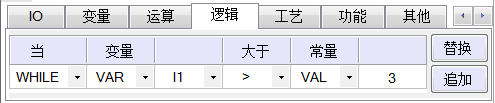 IO 变量 运算 逻辑 工艺 功能 其他
当 变量 大于 常量 替换
WHILE VAR I1 > VAL 3 追加